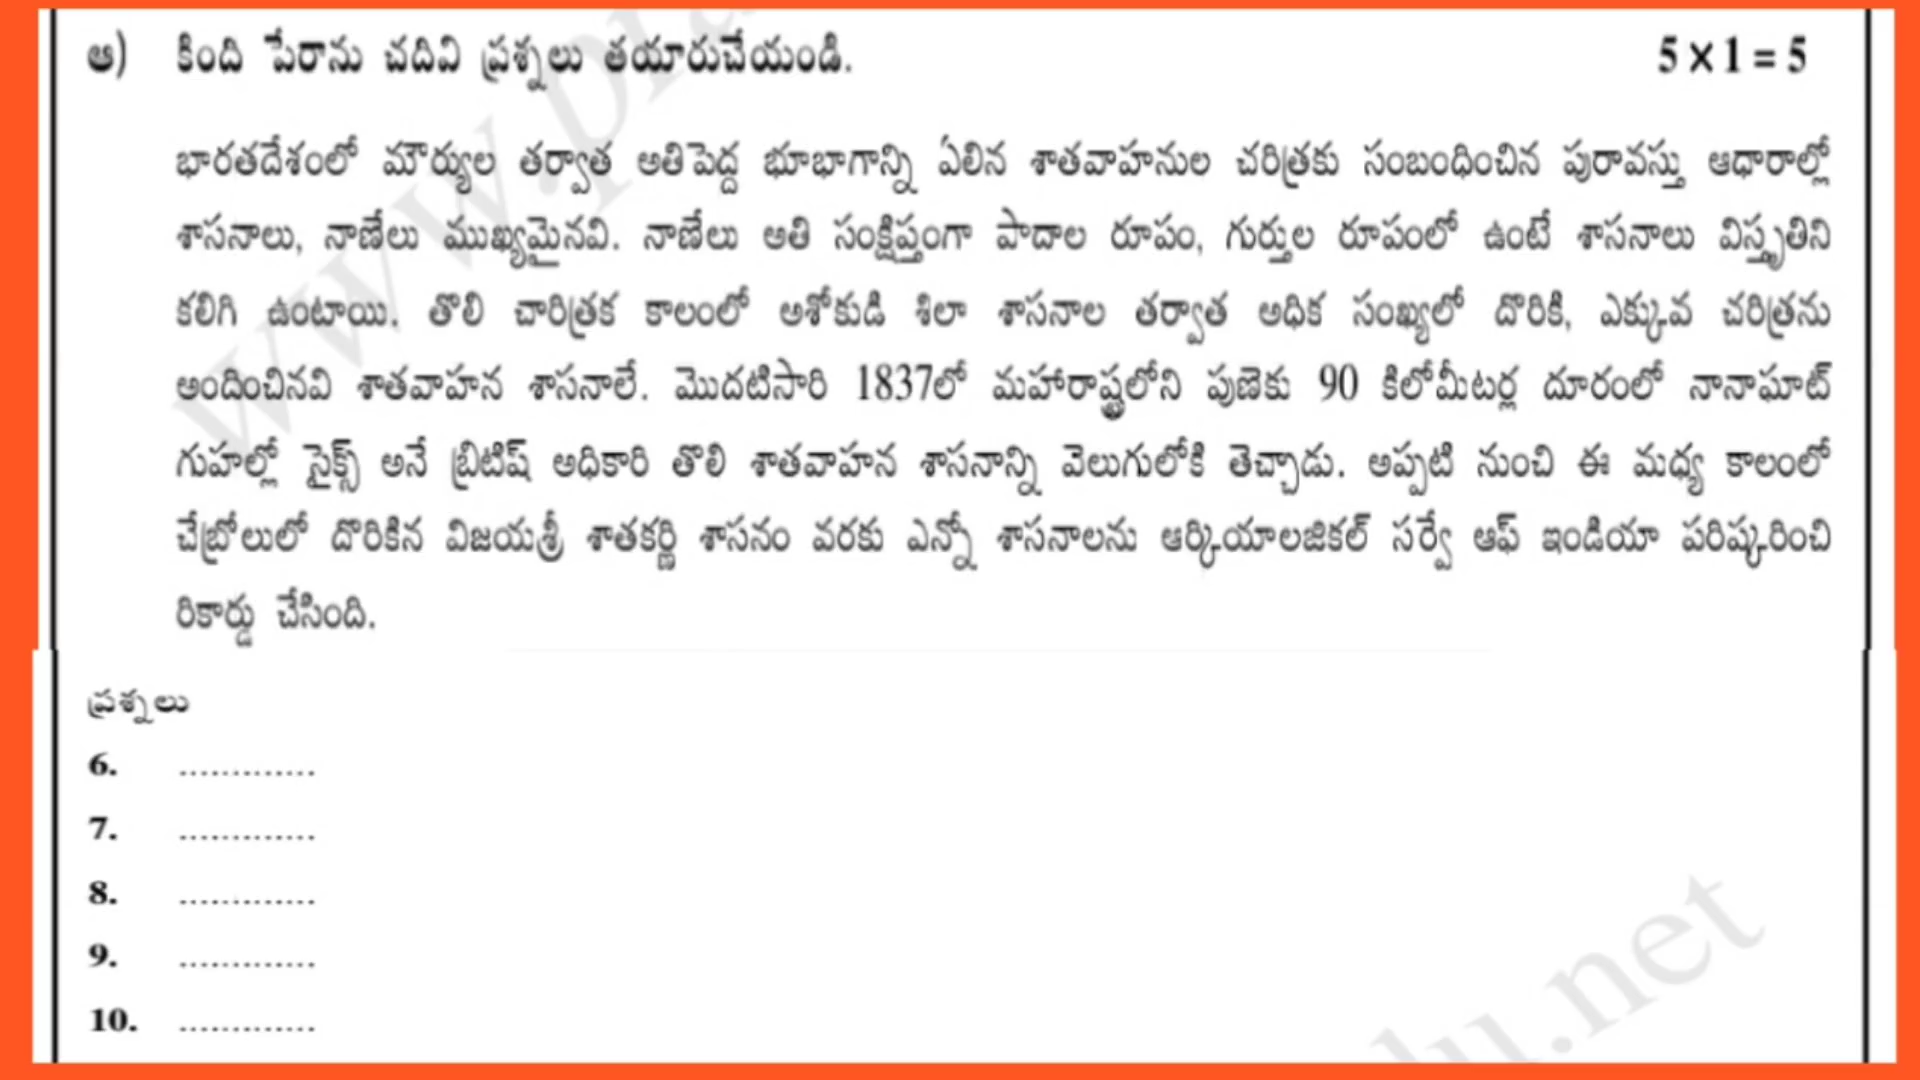 ఆ) కింది పేరాను చదివి ప్రశ్నలు తయారుచేయండి. 5 × 1 = 5
భారతదేశంలో మౌర్యుల తర్వాత అతిపెద్ద భూభాగాన్ని ఏలిన శాతవాహనుల చరిత్రకు సంబంధించిన పురావస్తు ఆధారాల్లో
శాసనాలు, నాణేలు ముఖ్యమైనవి. నాణేలు అతి సంక్షిప్తంగా పాదాల రూపం, గుర్తుల రూపంలో ఉంటే శాసనాలు విస్తృతిని
కలిగి ఉంటాయి. తొలి చారిత్రక కాలంలో అశోకుడి శిలా శాసనాల తర్వాత అధిక సంఖ్యలో దొరికి, ఎక్కువ చరిత్రను
అందించినవి శాతవాహన శాసనాలే. మొదటిసారి 1837లో మహారాష్ట్రలోని పుణెకు 90 కిలోమీటర్ల దూరంలో నానాఘాట్
గుహల్లో సైక్స్ అనే బ్రిటిష్ అధికారి తొలి శాతవాహన శాసనాన్ని వెలుగులోకి తెచ్చాడు. అప్పటి నుంచి ఈ మధ్య కాలంలో
చేబ్రోలులో దొరికిన విజయశ్రీ శాతకర్ణి శాసనం వరకు ఎన్నో శాసనాలను ఆర్కియాలజికల్ సర్వే ఆఫ్ ఇండియా పరిష్కరించి
రికార్డు చేసింది.
ప్రశ్నలు
6. .............
7. .............
8. .............
9. .............
10. .............